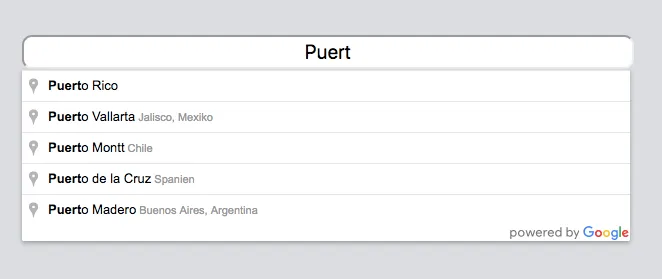 Puert
Puerto Rico
Puerto Vallarta Jalisco, Mexiko
Puerto Montt Chile
Puerto de la Cruz Spanien
Puerto Madero Buenos Aires, Argentina
powered by Google